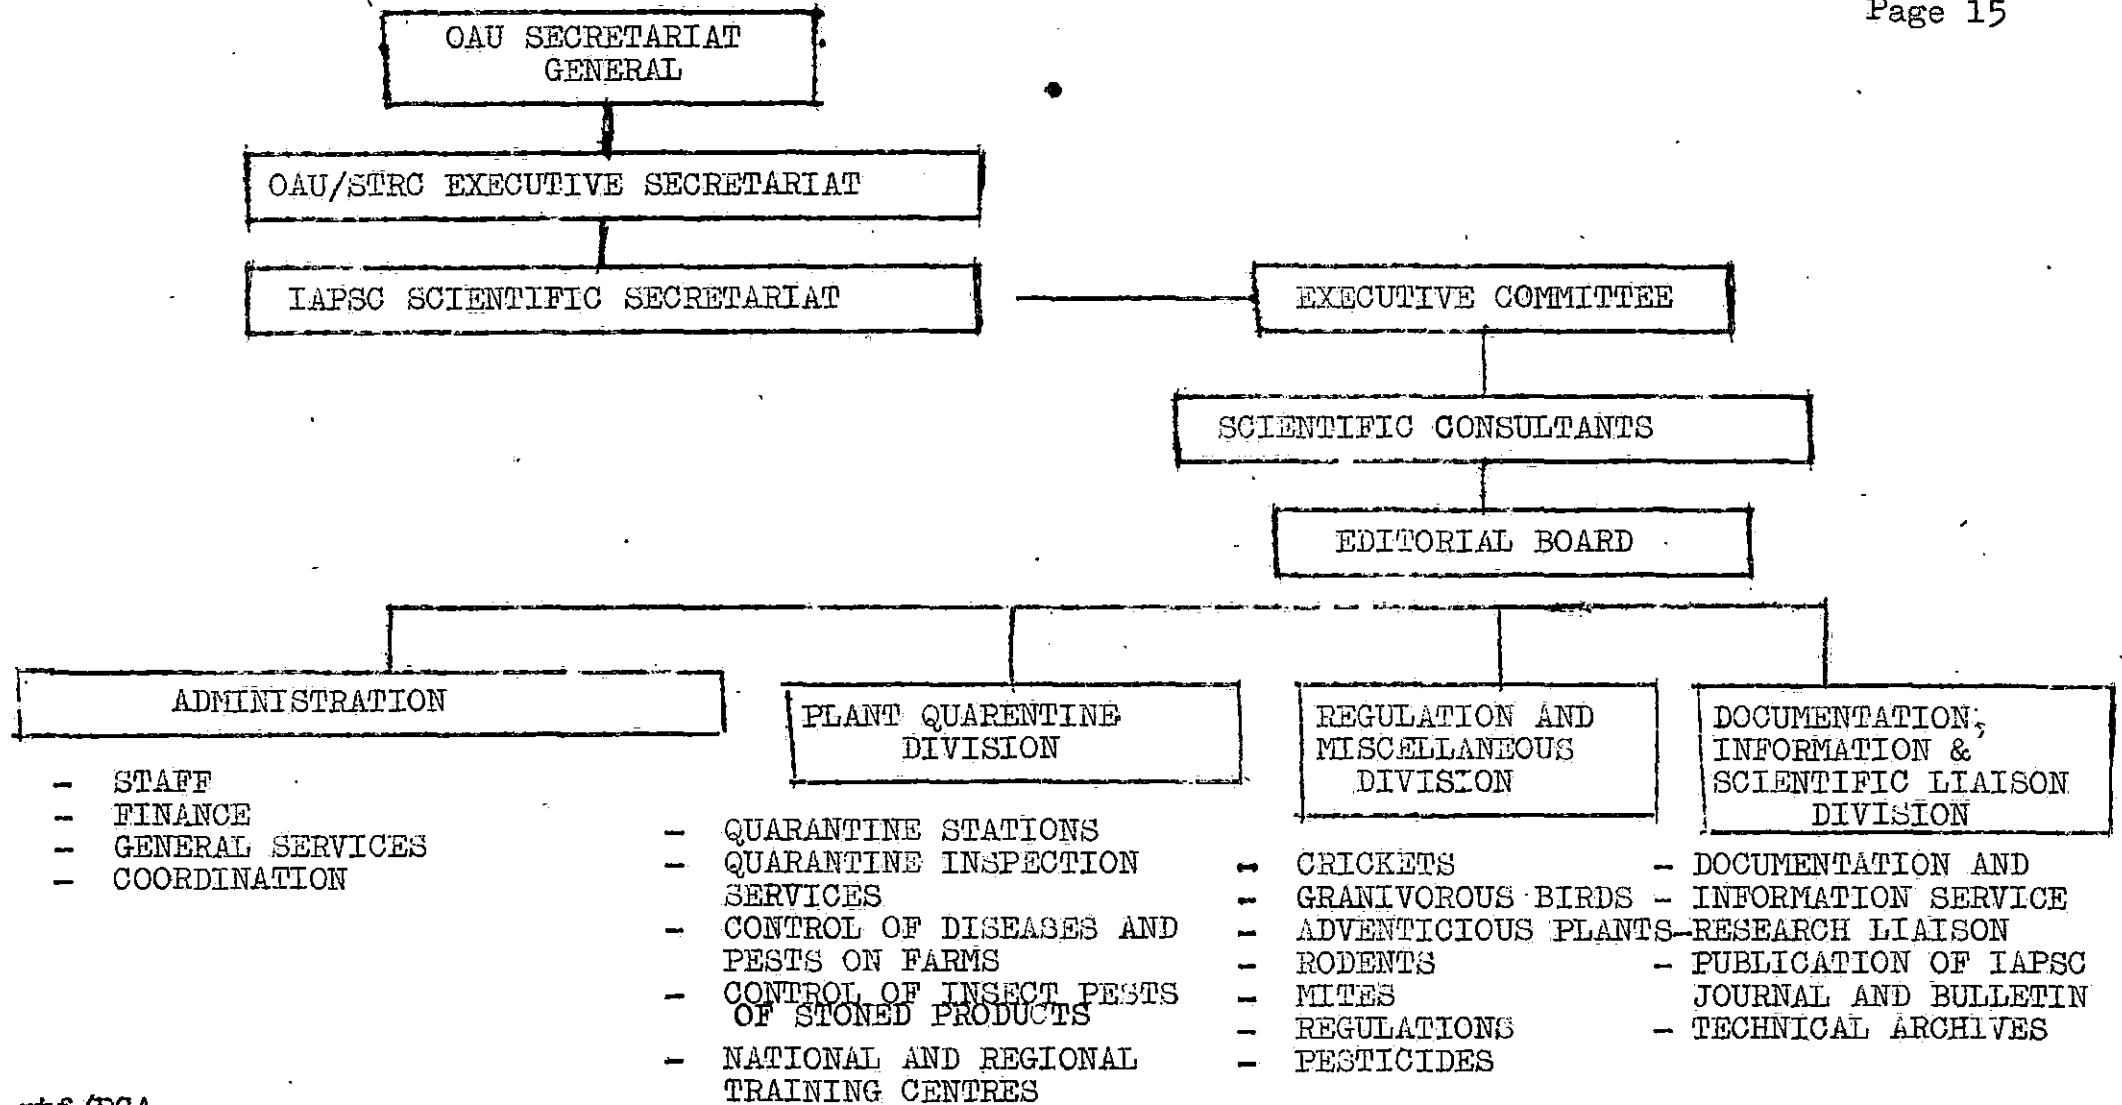 Page 15
OAU SECRETARIAT
GENERAL
OAU/STRC EXECUTIVE SECRETARIAT
IAPSC SCIENTIFIC SECRETARIAT
EXECUTIVE COMMITTEE
SCIENTIFIC CONSULTANTS
EDITORIAL BOARD
ADMINISTRATION
- STAFF
- FINANCE
- GENERAL SERVICES
- COORDINATION
PLANT QUARENTINE
DIVISION
- QUARANTINE STATIONS
- QUARANTINE INSPECTION
SERVICES
- CONTROL OF DISEASES AND
PESTS ON FARMS
- CONTROL OF INSECT PESTS
OF STONED PRODUCTS
- NATIONAL AND REGIONAL
TRAINING CENTRES
REGULATION AND
MISCELLANEOUS
DIVISION
- CRICKETS
- GRANIVOROUS BIRDS
- ADVENTICIOUS PLANTS
- RODENTS
- MITES
- REGULATIONS
- PESTICIDES
DOCUMENTATION,
INFORMATION &
SCIENTIFIC LIAISON
DIVISION
- DOCUMENTATION AND
- INFORMATION SERVICE
-RESEARCH LIAISON
- PUBLICATION OF IAPSC
JOURNAL AND BULLETIN
- TECHNICAL ARCHIVES